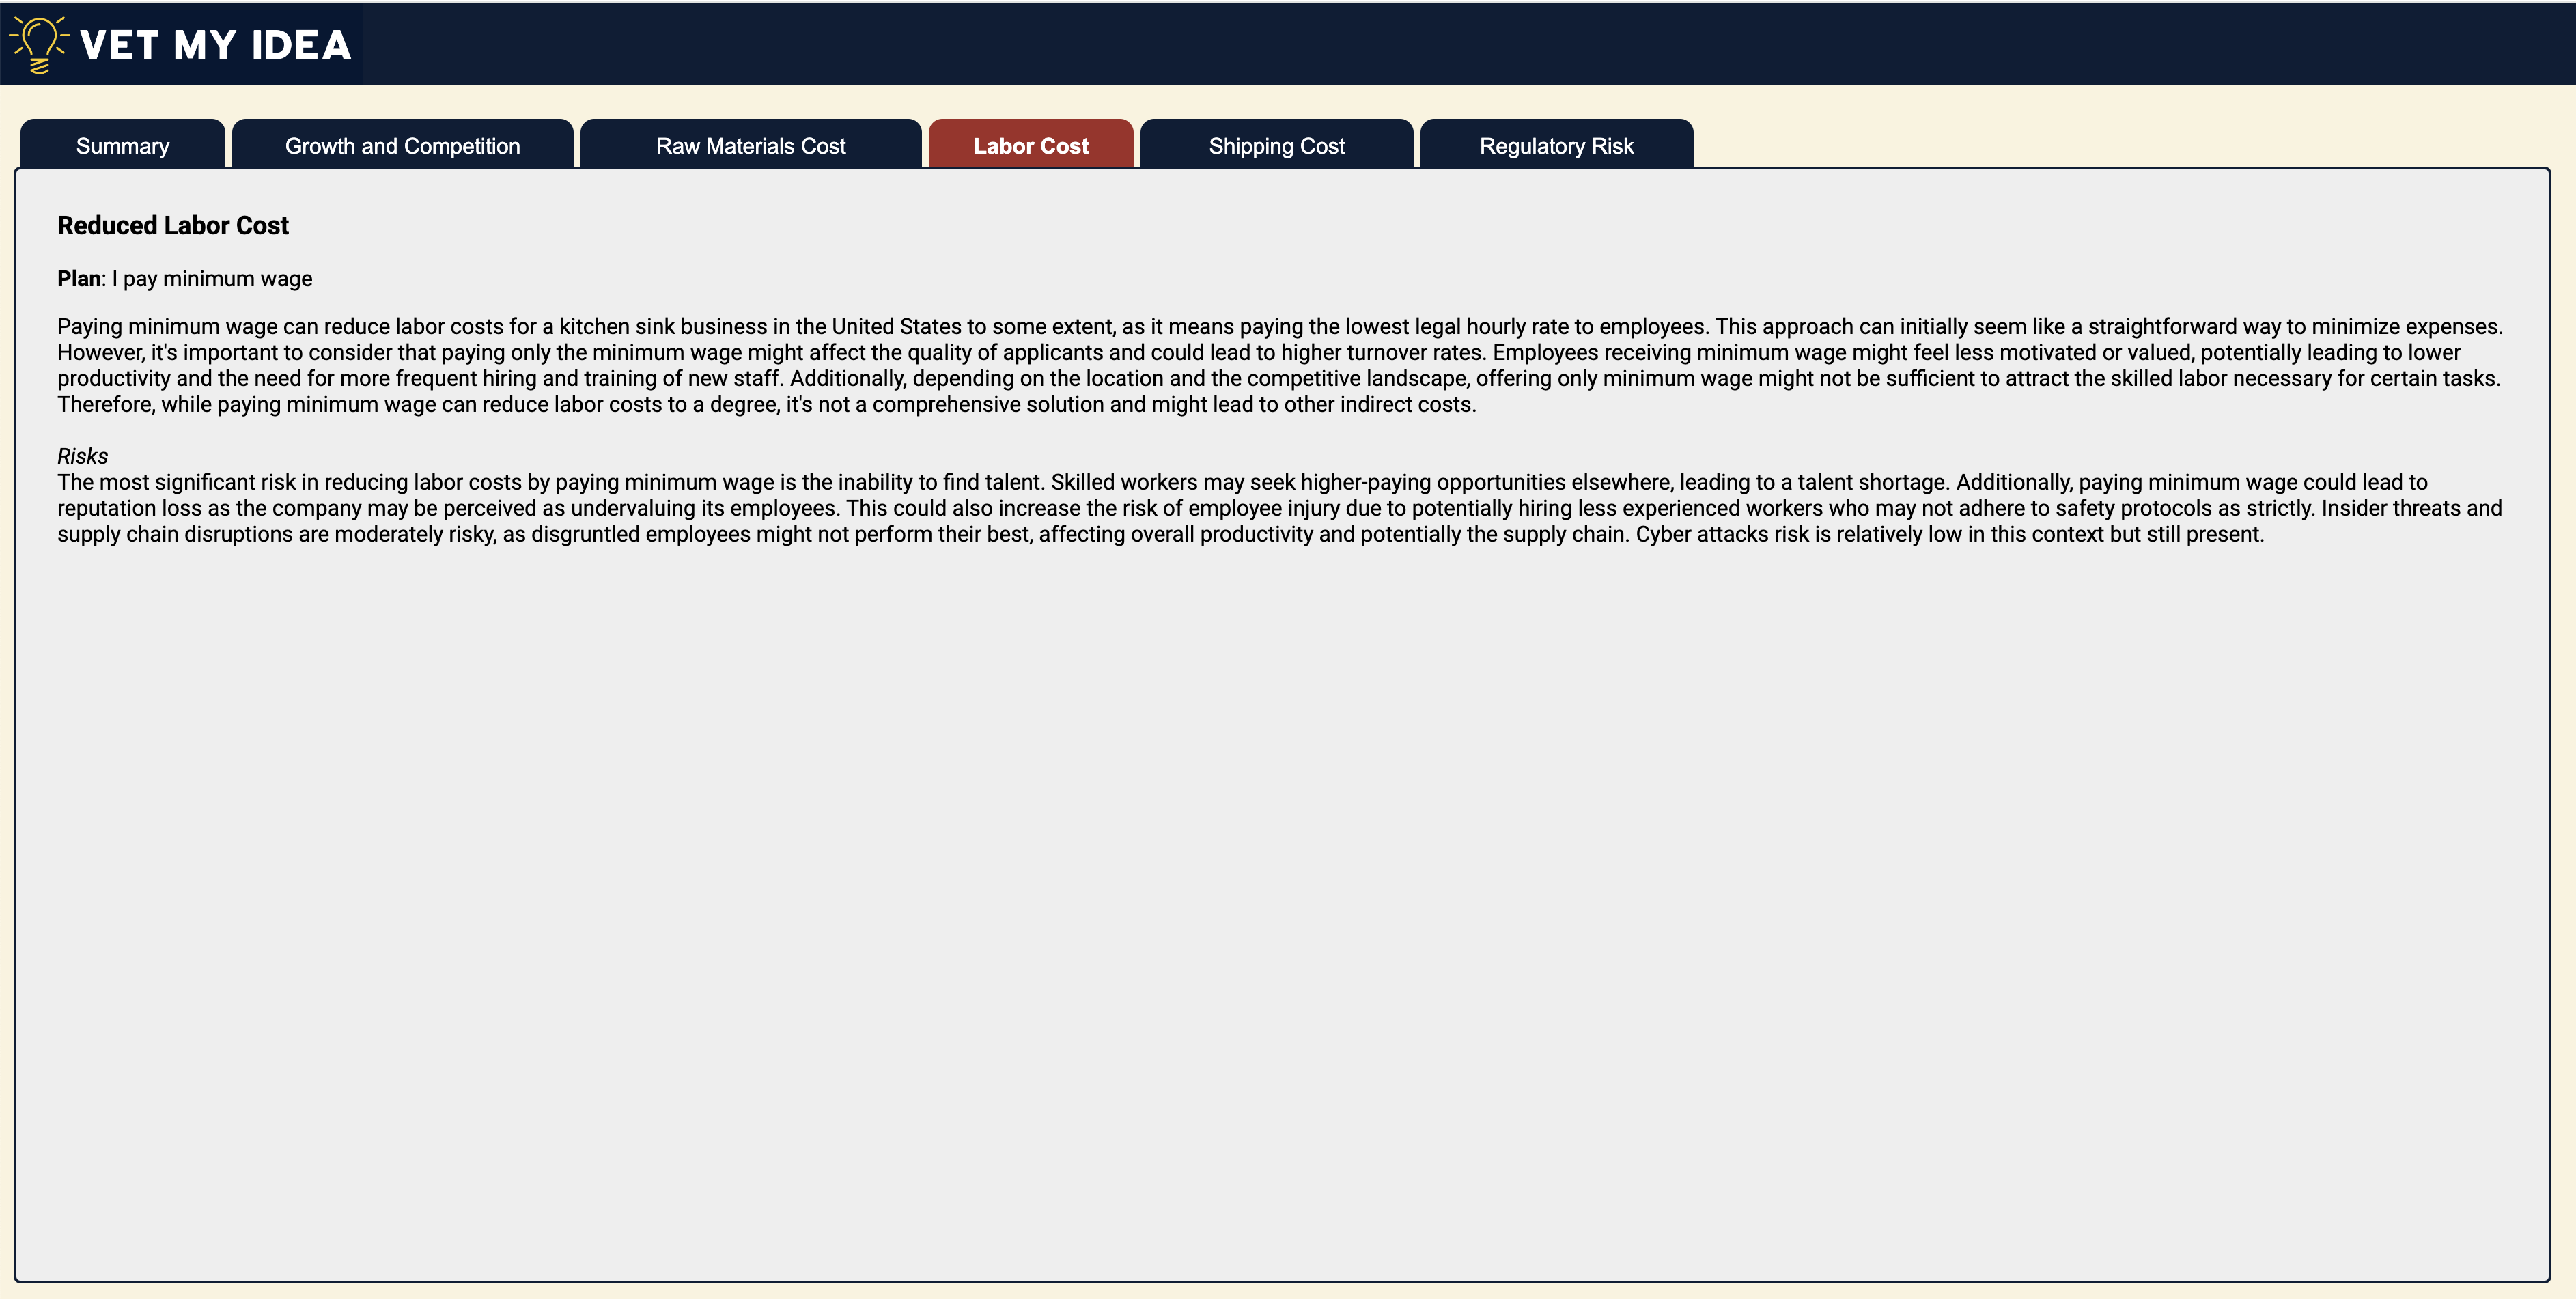 VET MY IDEA
Summary
Growth and Competition
Raw Materials Cost
Labor Cost
Shipping Cost
Regulatory Risk
Reduced Labor Cost
Plan: I pay minimum wage
Paying minimum wage can reduce labor costs for a kitchen sink business in the United States to some extent, as it means paying the lowest legal hourly rate to employees. This approach can initially seem like a straightforward way to minimize expenses.
However, it's important to consider that paying only the minimum wage might affect the quality of applicants and could lead to higher turnover rates. Employees receiving minimum wage might feel less motivated or valued, potentially leading to lower
productivity and the need for more frequent hiring and training of new staff. Additionally, depending on the location and the competitive landscape, offering only minimum wage might not be sufficient to attract the skilled labor necessary for certain tasks.
Therefore, while paying minimum wage can reduce labor costs to a degree, it's not a comprehensive solution and might lead to other indirect costs.
Risks
The most significant risk in reducing labor costs by paying minimum wage is the inability to find talent. Skilled workers may seek higher-paying opportunities elsewhere, leading to a talent shortage. Additionally, paying minimum wage could lead to
reputation loss as the company may be perceived as undervaluing its employees. This could also increase the risk of employee injury due to potentially hiring less experienced workers who may not adhere to safety protocols as strictly. Insider threats and
supply chain disruptions are moderately risky, as disgruntled employees might not perform their best, affecting overall productivity and potentially the supply chain. Cyber attacks risk is relatively low in this context but still present.